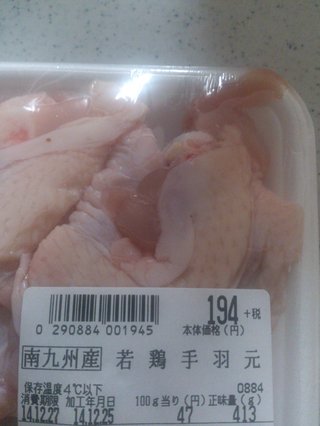 194 +税
0 290884 001945
本体価格(円)
南九州産 若鶏手羽元
保存温度4℃以下 0884
消費期限 加工年月日 100g当り(円) 正味量(g)
14.12.27 14.12.25 47 413